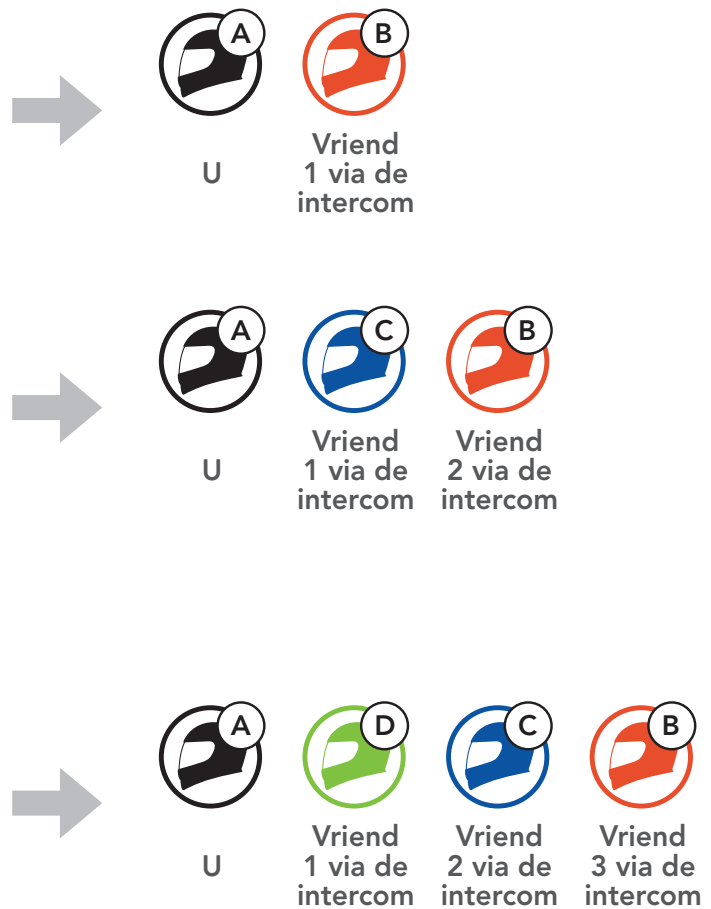 A B
U
Vriend
1 via de
intercom
A C B
U
Vriend
1 via de
intercom
Vriend
2 via de
intercom
A D C B
U
Vriend
1 via de
intercom
Vriend
2 via de
intercom
Vriend
3 via de
intercom